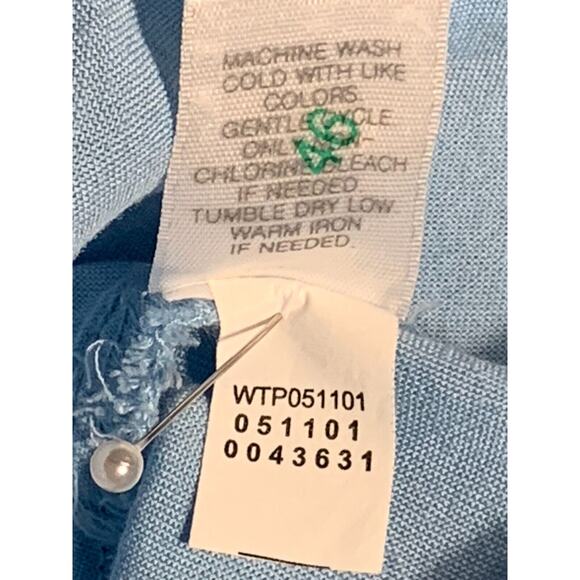 MACHINE WASH
COLD WITH LIKE
COLORS
GENTLE CYCLE
ONLY NON-
CHLORINE BLEACH
IF NEEDED
TUMBLE DRY LOW
WARM IRON
IF NEEDED.
46
WTP051101
051101
0043631